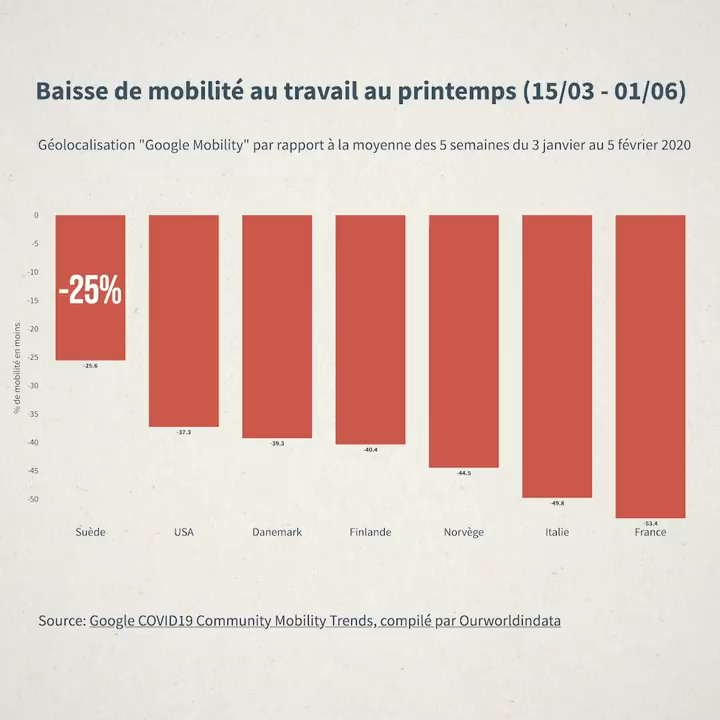 Baisse de mobilité au travail au printemps (15/03 - 01/06)
Géolocalisation "Google Mobility" par rapport à la moyenne des 5 semaines du 3 janvier au 5 février 2020
% de mobilité en moins
0
-5
-10
-15
-20
-25
-30
-35
-40
-45
-50
-25%
-25.6
-37.3
-39.3
-40.4
-44.5
-49.8
-53.4
Suède
USA
Danemark
Finlande
Norvège
Italie
France
Source: Google COVID19 Community Mobility Trends, compilé par Ourworldindata